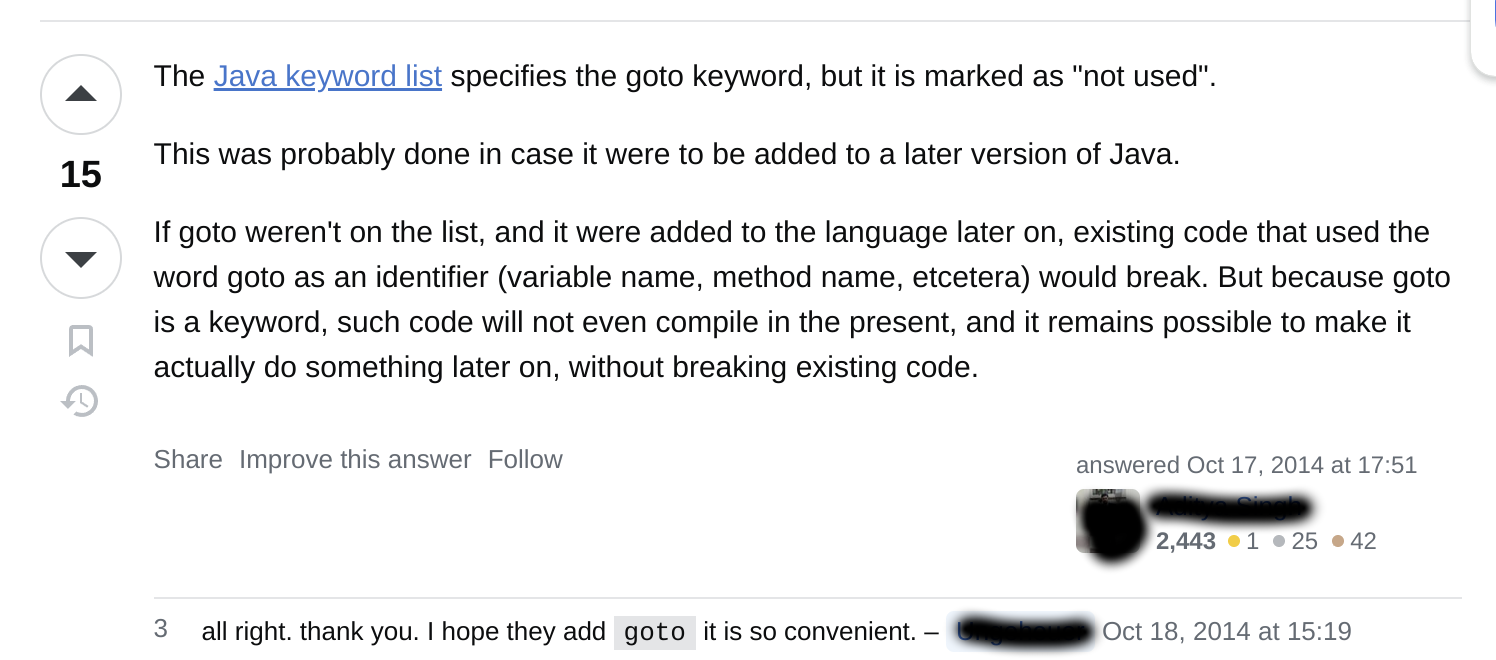 The Java keyword list specifies the goto keyword, but it is marked as "not used".
This was probably done in case it were to be added to a later version of Java.
15
If goto weren't on the list, and it were added to the language later on, existing code that used the
word goto as an identifier (variable name, method name, etcetera) would break. But because goto
is a keyword, such code will not even compile in the present, and it remains possible to make it
actually do something later on, without breaking existing code.
Share Improve this answer Follow
answered Oct 17, 2014 at 17:51
2,443 1 25 42
3 all right. thank you. I hope they add goto it is so convenient. – Oct 18, 2014 at 15:19